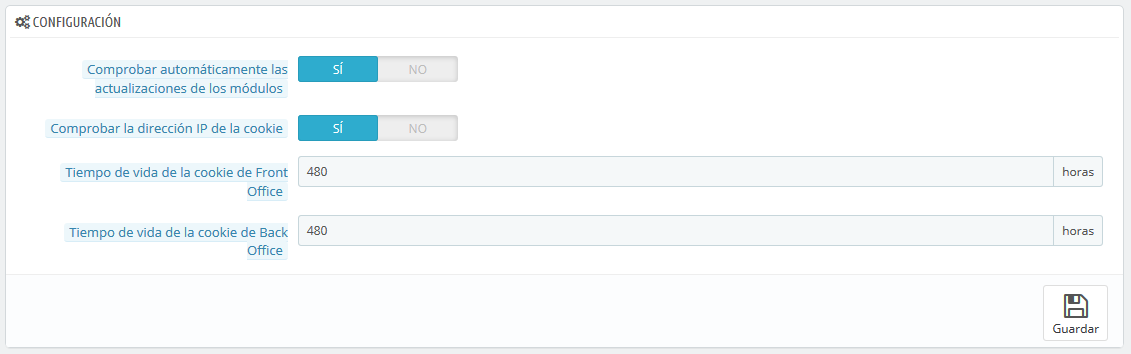 CONFIGURACIÓN
Comprobar automáticamente las
actualizaciones de los módulos
SÍ NO
Comprobar la dirección IP de la cookie
SÍ NO
Tiempo de vida de la cookie de Front
Office
480 horas
Tiempo de vida de la cookie de Back
Office
480 horas
Guardar